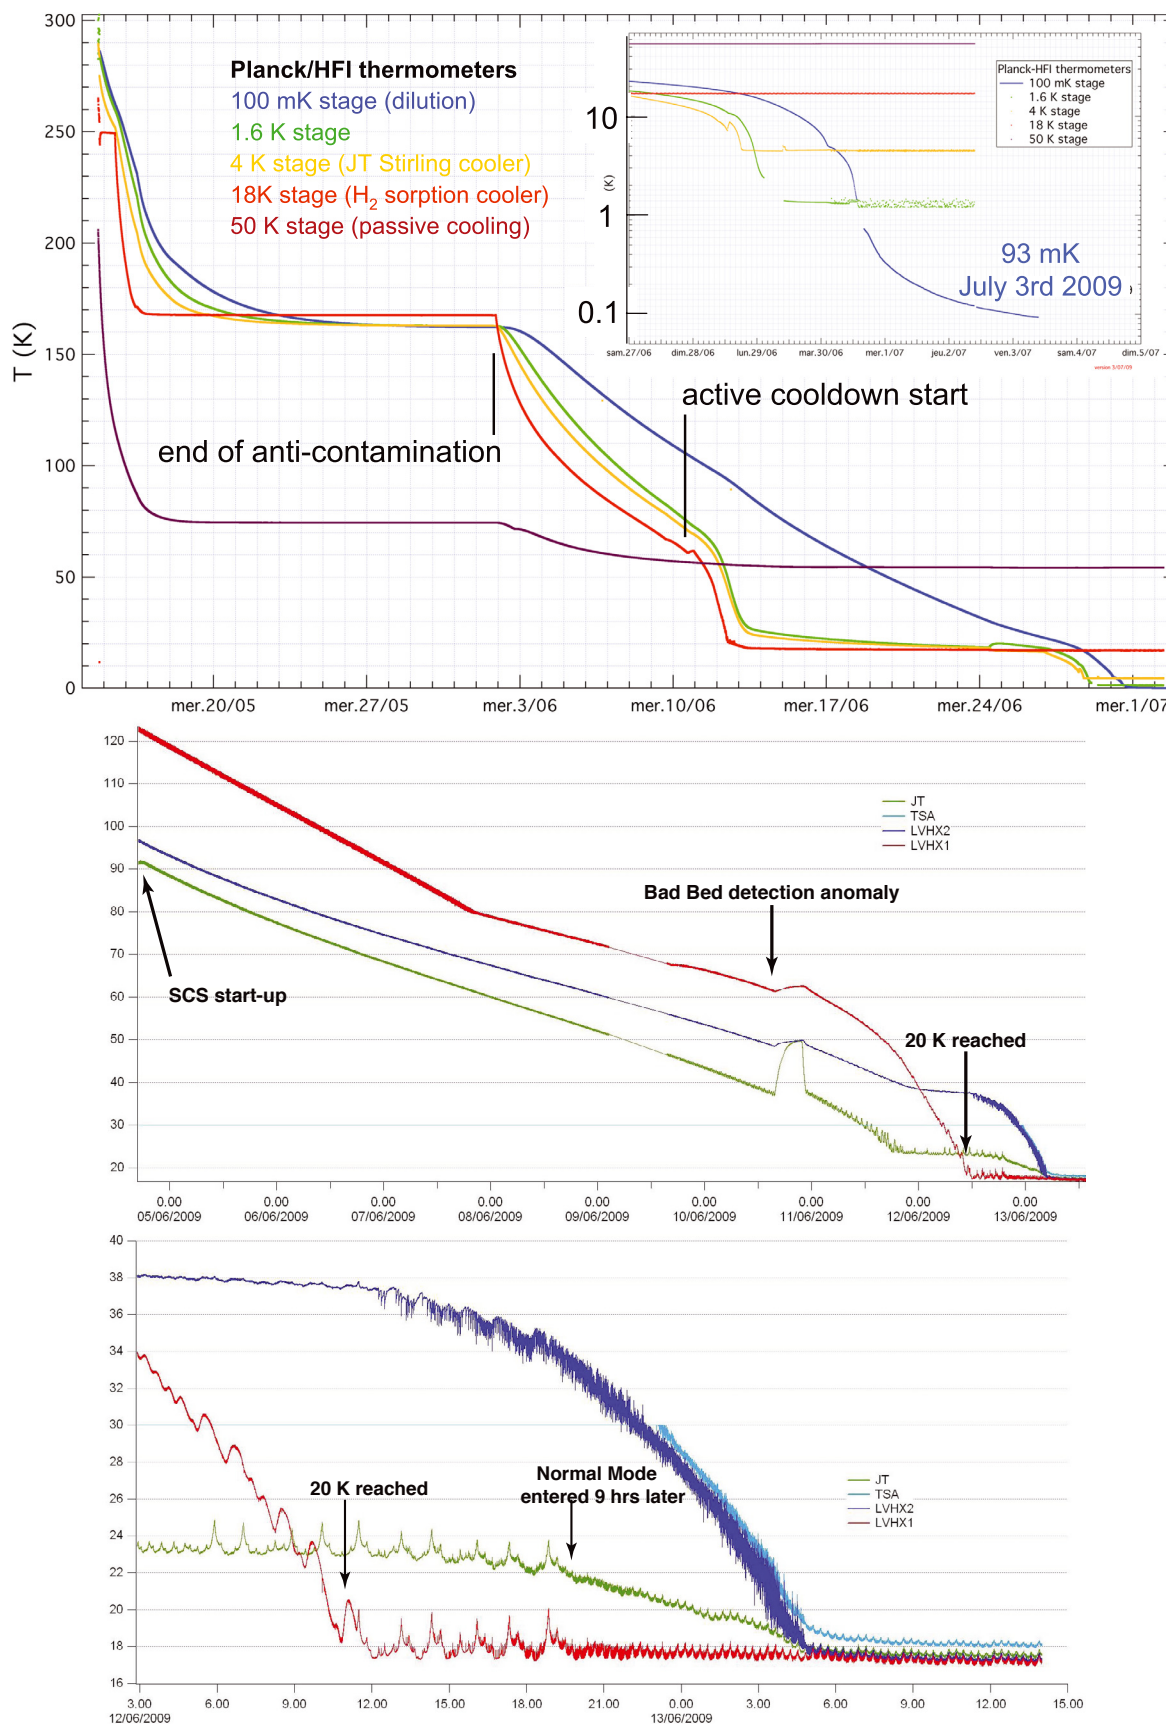 300
250
200
150
100
50
0
T (K)
Planck/HFI thermometers
100 mK stage (dilution)
1.6 K stage
4 K stage (JT Stirling cooler)
18K stage (H2 sorption cooler)
50 K stage (passive cooling)
end of anti-contamination
active cooldown start
mer.20/05
mer.27/05
mer.3/06
mer.10/06
mer.17/06
mer.24/06
mer.1/07
10
1
0.1
(K)
Planck-HFI thermometers
100 mK stage
1.6 K stage
4 K stage
18 K stage
50 K stage
93 mK
July 3rd 2009
sam.27/06
dim.28/06
lun.29/06
mar.30/06
mer.1/07
jeu.2/07
ven.3/07
sam.4/07
dim.5/07
version 3/07/09
120
110
100
90
80
70
60
50
40
30
20
JT
TSA
LVHX2
LVHX1
SCS start-up
Bad Bed detection anomaly
20 K reached
0.00
05/06/2009
0.00
06/06/2009
0.00
07/06/2009
0.00
08/06/2009
0.00
09/06/2009
0.00
10/06/2009
0.00
11/06/2009
0.00
12/06/2009
0.00
13/06/2009
40
38
36
34
32
30
28
26
24
22
20
18
16
20 K reached
Normal Mode
entered 9 hrs later
JT
TSA
LVHX2
LVHX1
3.00
12/06/2009
6.00
9.00
12.00
15.00
18.00
21.00
0.00
13/06/2009
3.00
6.00
9.00
12.00
15.00